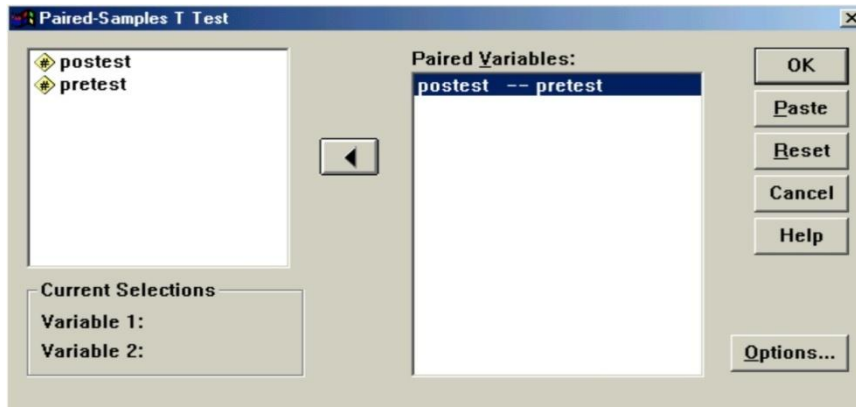 Paired-Samples T Test
postest
pretest
Current Selections
Variable 1:
Variable 2:
Paired Variables:
postest -- pretest
OK
Paste
Reset
Cancel
Help
Options...